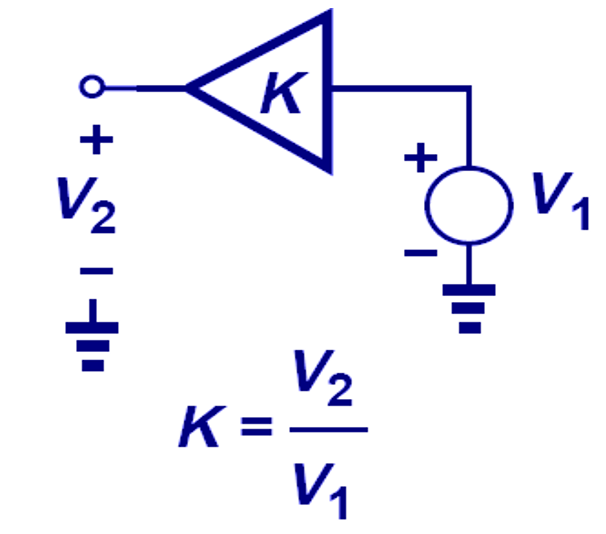 K
+
+
V2
V1
−
−
K = V2
V1